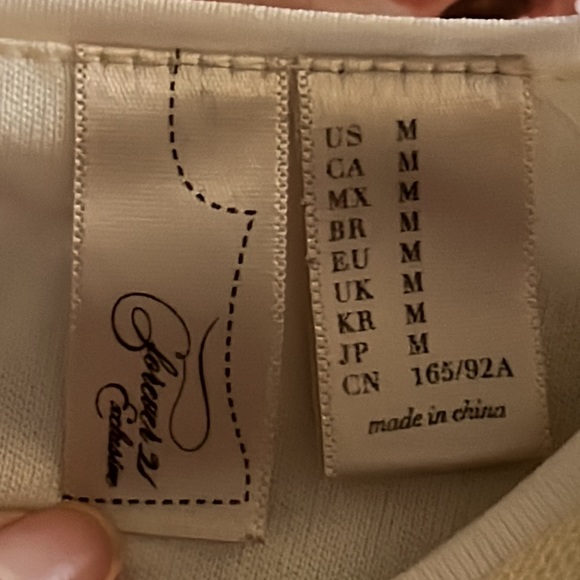 Forever 21
Exclusive
US M
CA M
MX M
BR M
EU M
UK M
KR M
JP M
CN 165/92A
made in china